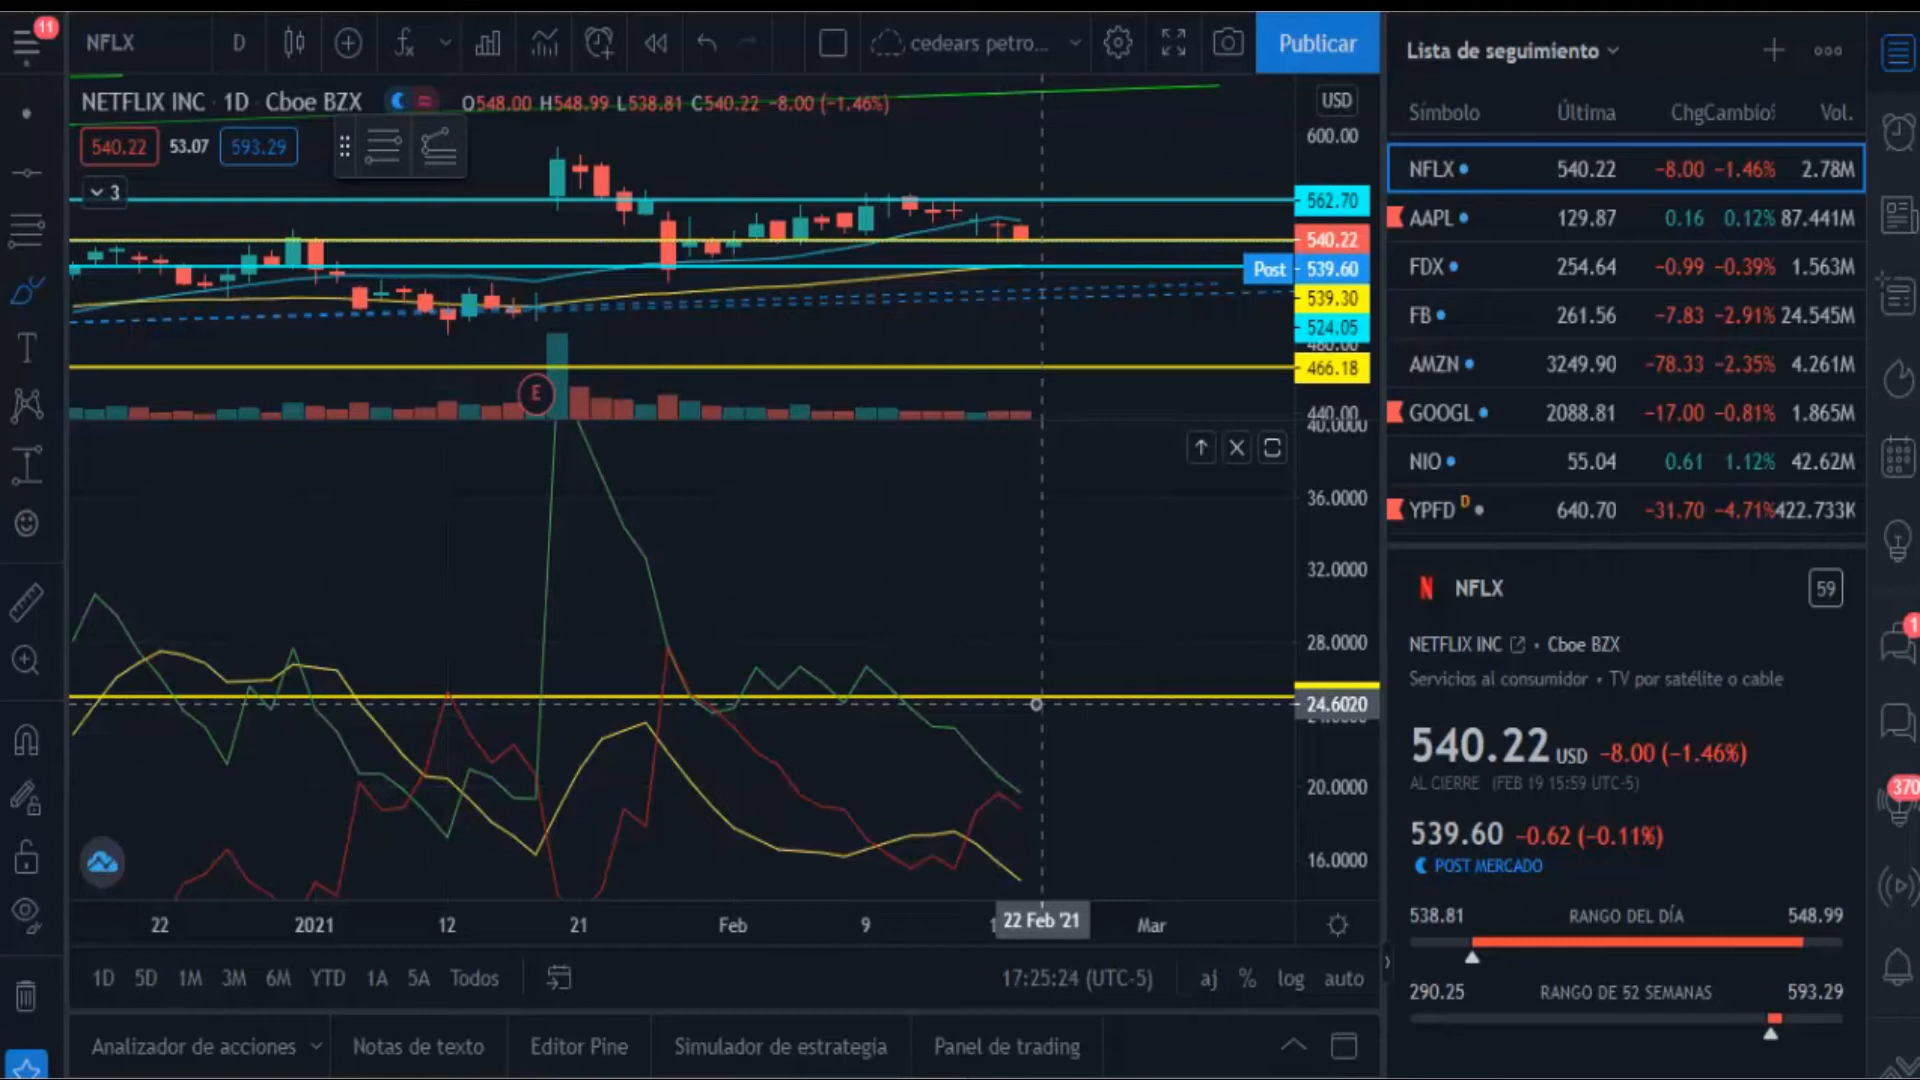 11
NFLX
D
cedears petro...
Publicar
NETFLIX INC · 1D · Cboe BZX
O548.00 H548.99 L538.81 C540.22 −8.00 (−1.46%)
540.22 53.07 593.29
3
USD
600.00
562.70
540.22
Post 539.60
539.30
524.05
480.00
466.18
440.00
E
40.0000
36.0000
32.0000
28.0000
24.6020
20.0000
16.0000
22 2021 12 21 Feb 9 22 Feb '21 Mar
1D 5D 1M 3M 6M YTD 1A 5A Todos
17:25:24 (UTC-5) aj % log auto
Analizador de acciones Notas de texto Editor Pine Simulador de estrategia Panel de trading
Lista de seguimiento
Símbolo Última Chg Cambio Vol.
NFLX 540.22 −8.00 −1.46% 2.78M
AAPL 129.87 0.16 0.12% 87.441M
FDX 254.64 −0.99 −0.39% 1.563M
FB 261.56 −7.83 −2.91% 24.545M
AMZN 3249.90 −78.33 −2.35% 4.261M
GOOGL 2088.81 −17.00 −0.81% 1.865M
NIO 55.04 0.61 1.12% 42.62M
YPFD D 640.70 −31.70 −4.71% 422.733K
N NFLX 59
NETFLIX INC · Cboe BZX
Servicios al consumidor · TV por satélite o cable
540.22 USD −8.00 (−1.46%)
AL CIERRE (FEB 19 15:59 UTC-5)
539.60 −0.62 (−0.11%)
POST MERCADO
538.81 RANGO DEL DÍA 548.99
290.25 RANGO DE 52 SEMANAS 593.29
1
370